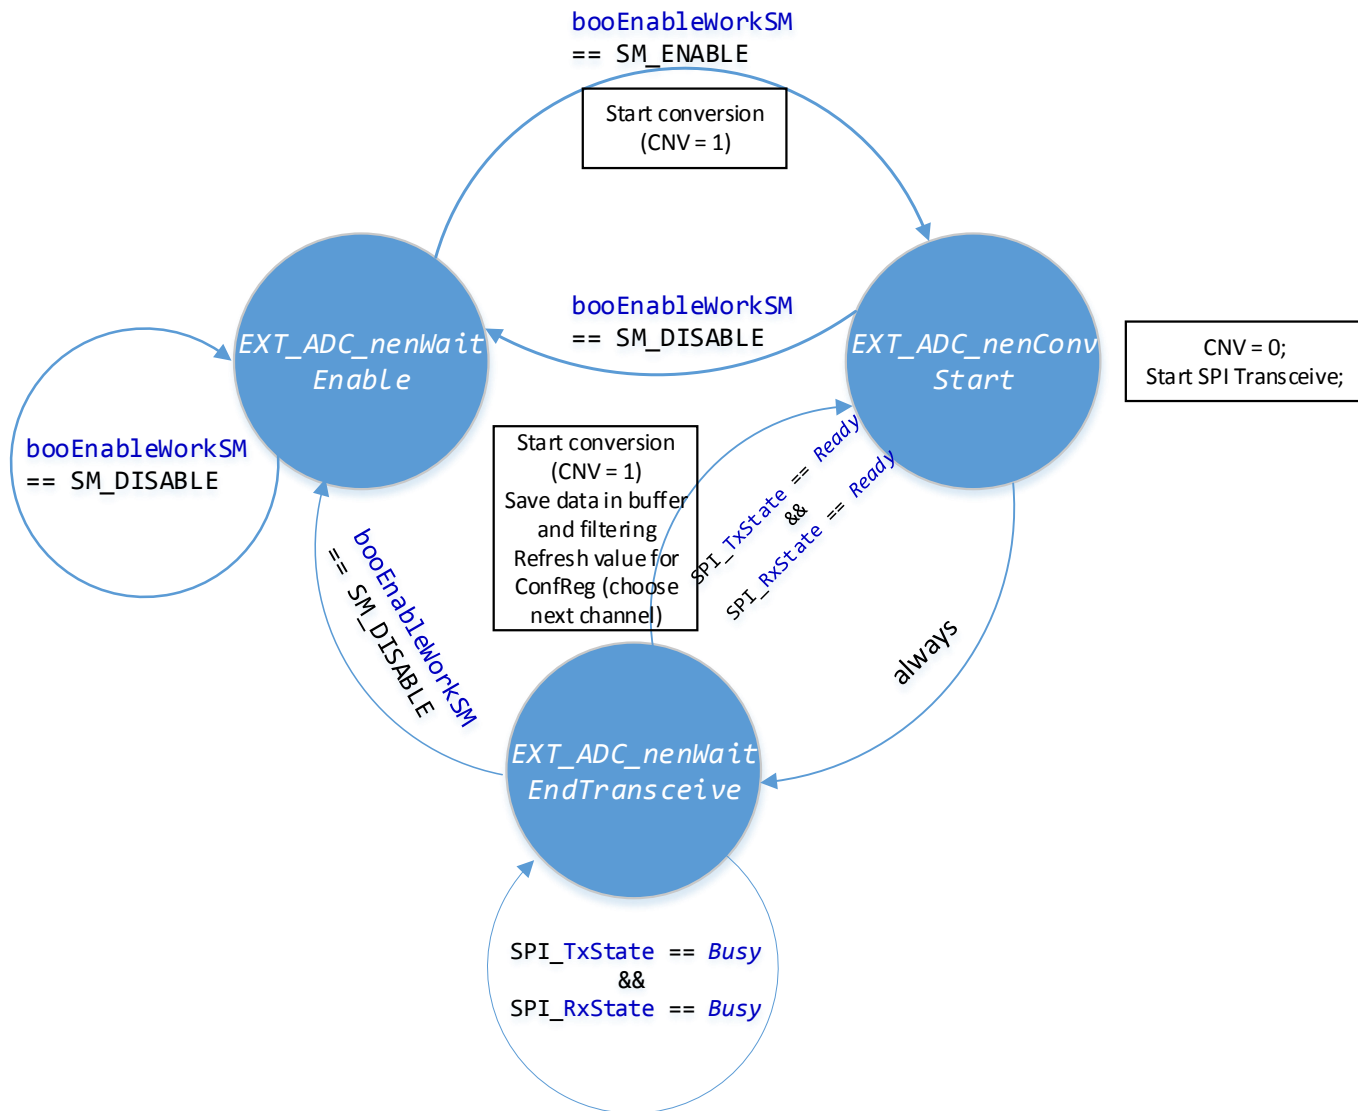 booEnableWorkSM
== SM_ENABLE
Start conversion
(CNV = 1)
booEnableWorkSM
== SM_DISABLE
EXT_ADC_nenWait
Enable
EXT_ADC_nenConv
Start
CNV = 0;
Start SPI Transceive;
booEnableWorkSM
== SM_DISABLE
Start conversion
(CNV = 1)
Save data in buffer
and filtering
Refresh value for
ConfReg (choose
next channel)
SPI_TxState == Ready
&&
SPI_RxState == Ready
booEnableWorkSM
== SM_DISABLE
always
EXT_ADC_nenWait
EndTransceive
SPI_TxState == Busy
&&
SPI_RxState == Busy